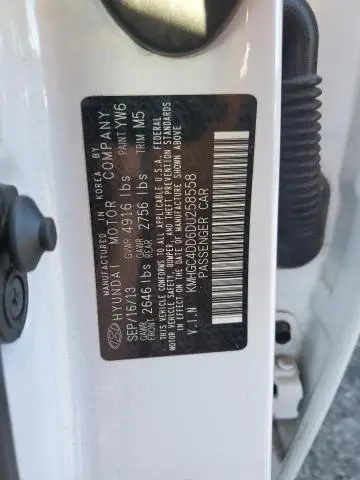 MANUFACTURED IN KOREA BY
HYUNDAI MOTOR COMPANY
SEP/16/13 GVWR 4916 lbs PAINT YW6
GAWR FRONT 2646 lbs GAWR REAR 2756 lbs TRIM M5
THIS VEHICLE CONFORMS TO ALL APPLICABLE U.S.A. FEDERAL
MOTOR VEHICLE SAFETY, BUMPER, AND THEFT PREVENTION STANDARDS
IN EFFECT ON THE DATE OF MANUFACTURE SHOWN ABOVE
V.I.N KMHGC4DD6DU258558
PASSENGER CAR